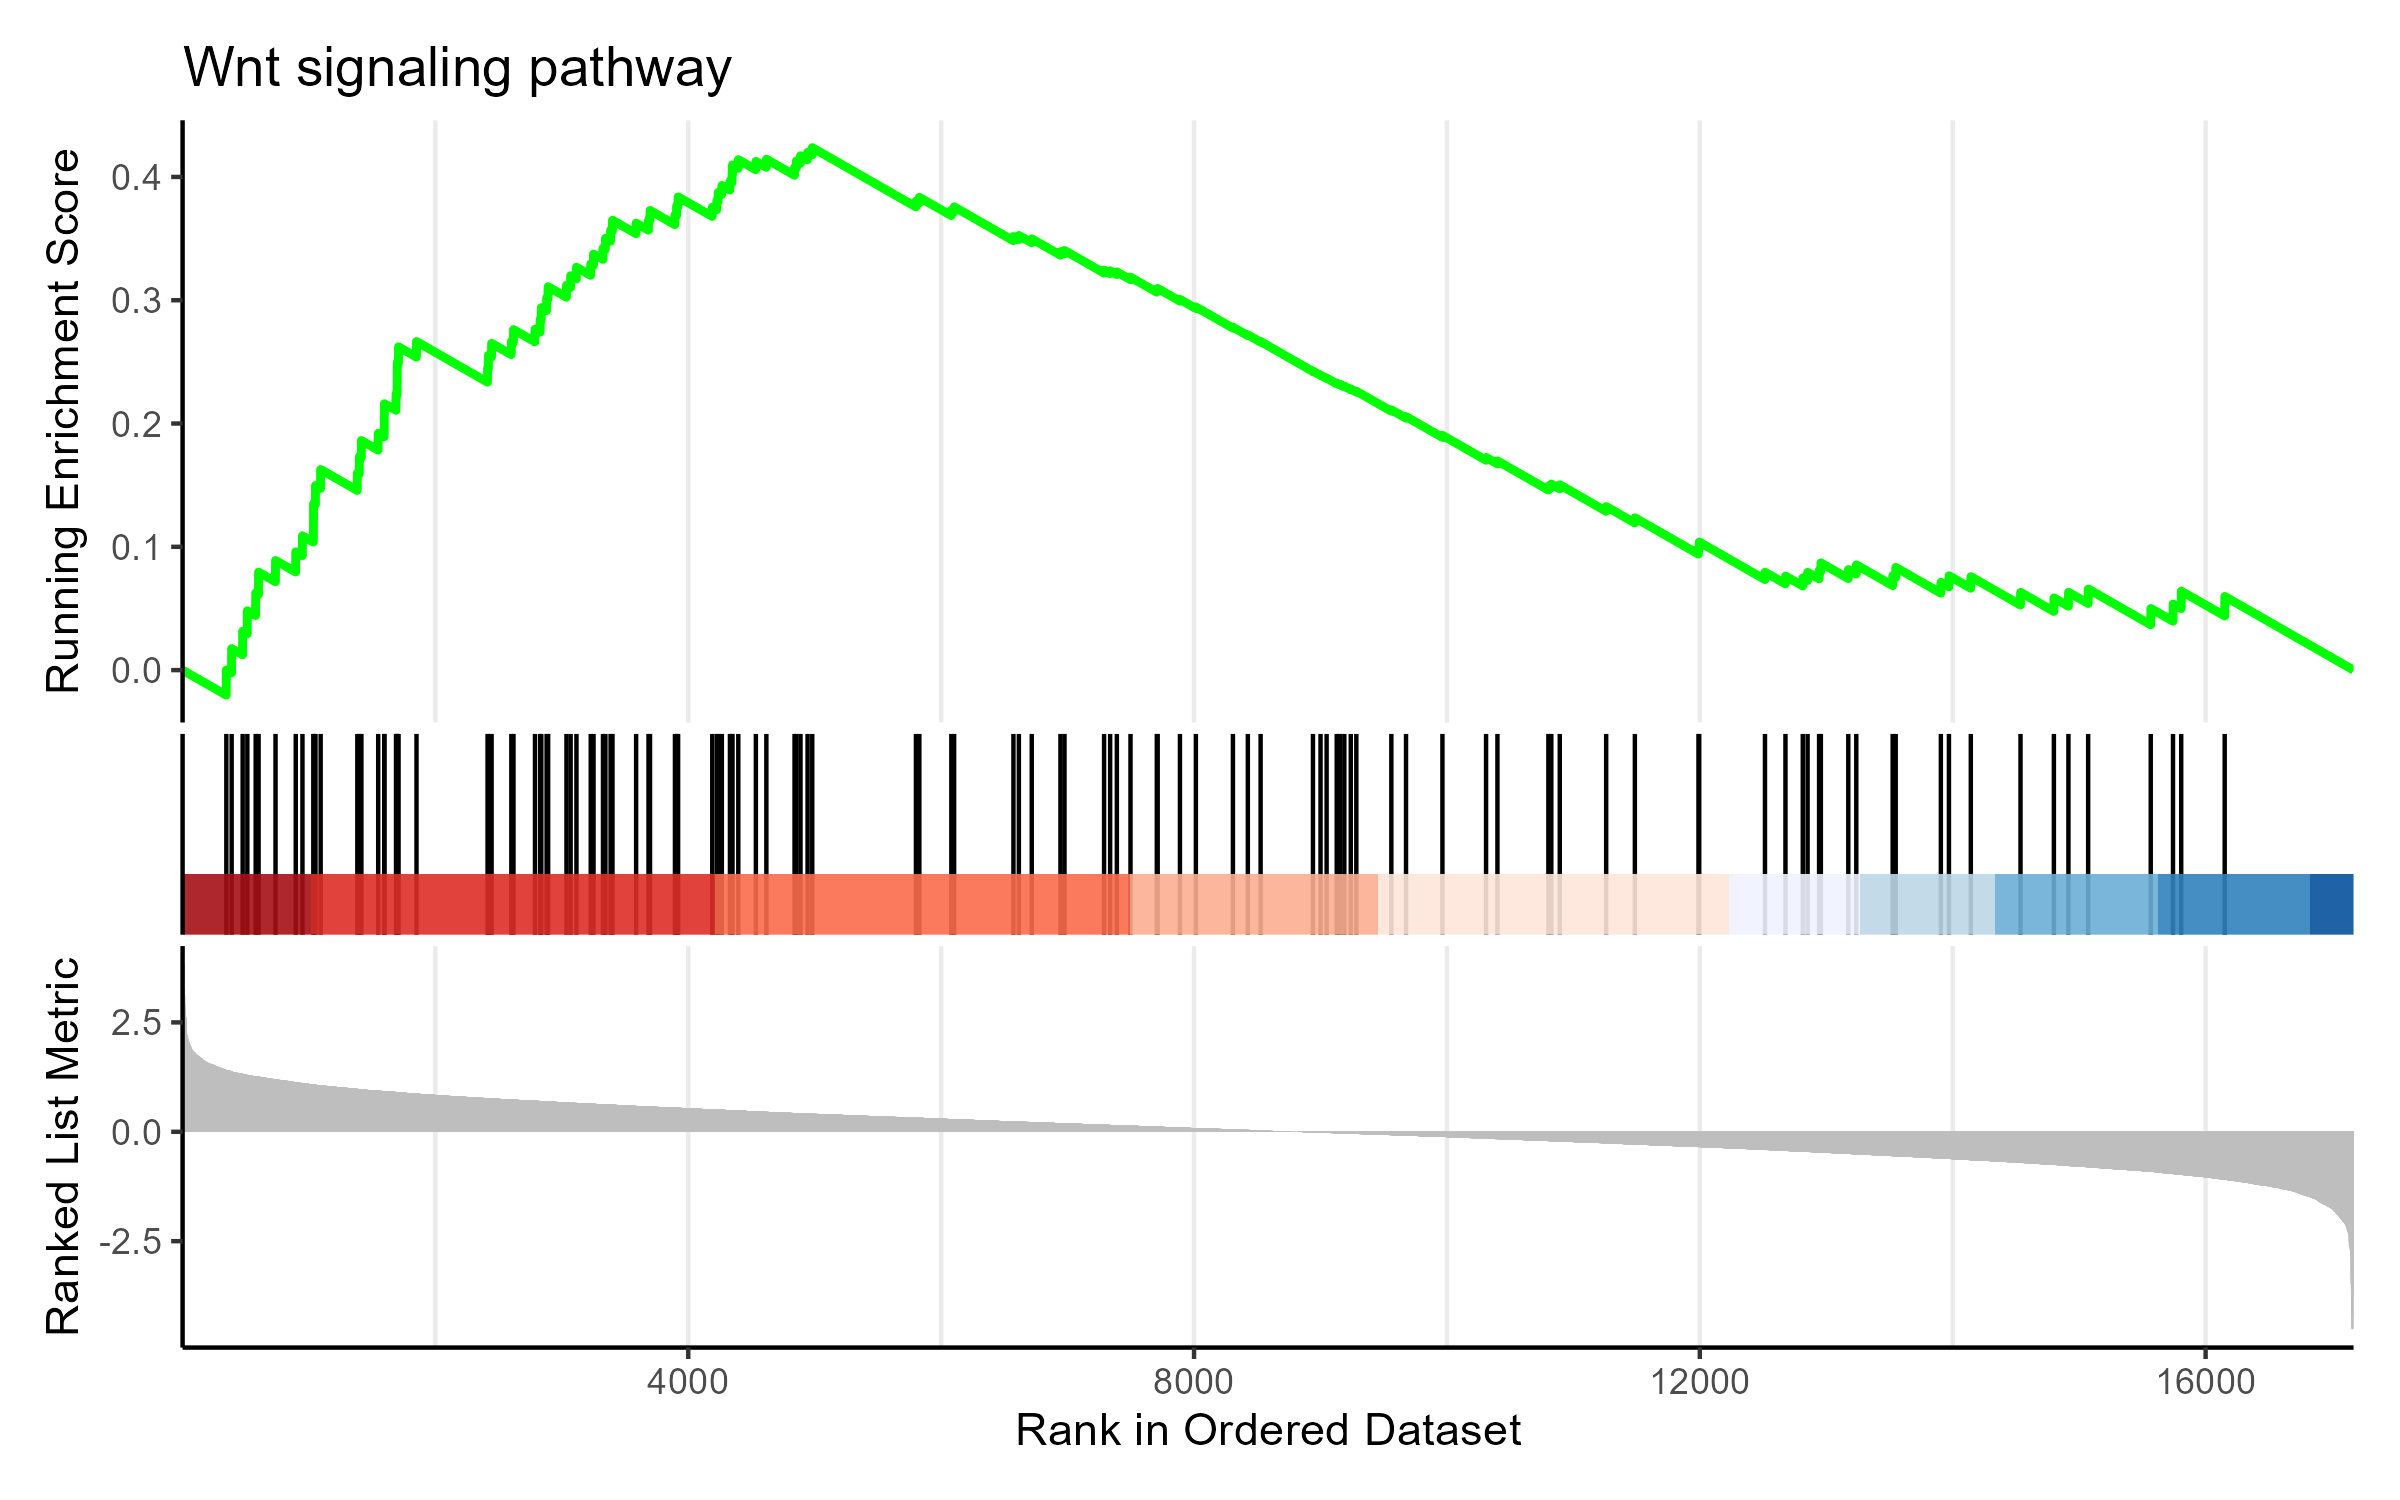 Wnt signaling pathway
Running Enrichment Score
0.4
0.3
0.2
0.1
0.0
Ranked List Metric
2.5
0.0
-2.5
4000 8000 12000 16000
Rank in Ordered Dataset